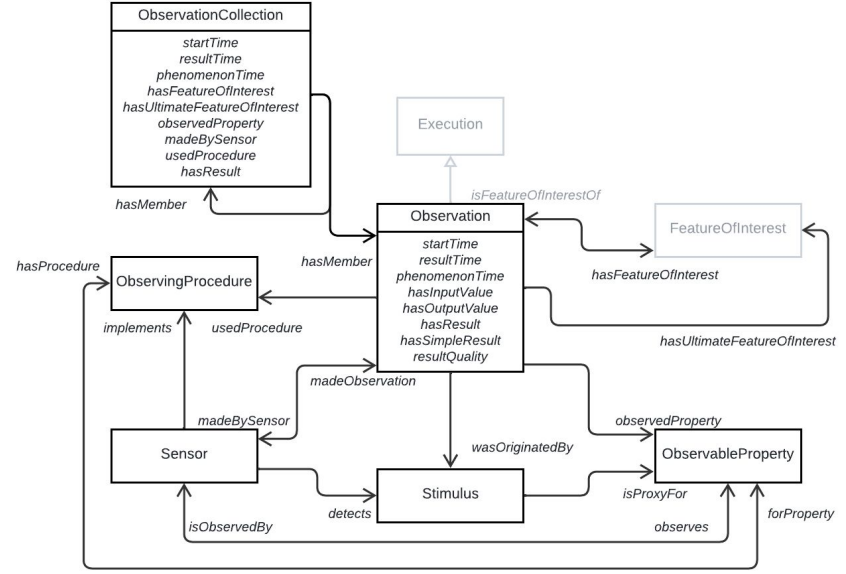 ObservationCollection
startTime
resultTime
phenomenonTime
hasFeatureOfInterest
hasUltimateFeatureOfInterest
observedProperty
madeBySensor
usedProcedure
hasResult
Execution
isFeatureOfInterestOf
hasMember
Observation
FeatureOfInterest
startTime
resultTime
phenomenonTime
hasInputValue
hasOutputValue
hasResult
hasSimpleResult
resultQuality
hasMember
hasProcedure
hasFeatureOfInterest
ObservingProcedure
implements
usedProcedure
hasUltimateFeatureOfInterest
madeObservation
madeBySensor
observedProperty
Sensor
wasOriginatedBy
ObservableProperty
Stimulus
isProxyFor
detects
isObservedBy
observes
forProperty